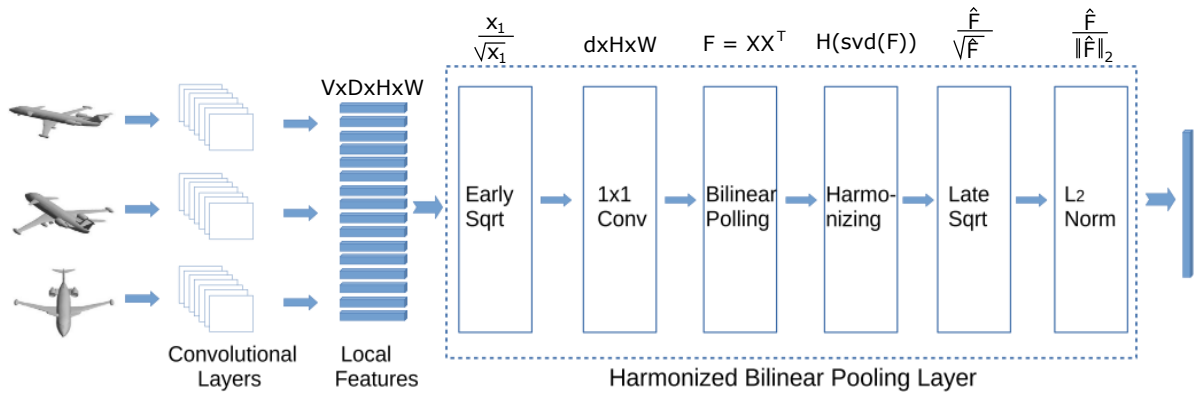 x₁
√x₁
dxHxW
F = XXᵀ
H(svd(F))
F̂
√F̂
F̂
‖F̂‖₂
VxDxHxW
Early
Sqrt
1x1
Conv
Bilinear
Polling
Harmo-
nizing
Late
Sqrt
L₂
Norm
Convolutional
Layers
Local
Features
Harmonized Bilinear Pooling Layer